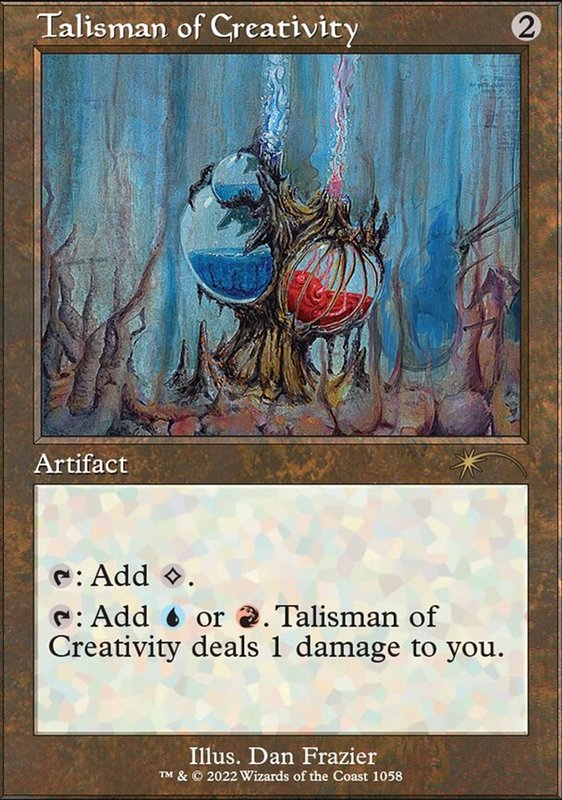 Talisman of Creativity 2
Artifact
: Add .
: Add or . Talisman of
Creativity deals 1 damage to you.
Illus. Dan Frazier
™ & © 2022 Wizards of the Coast 1058